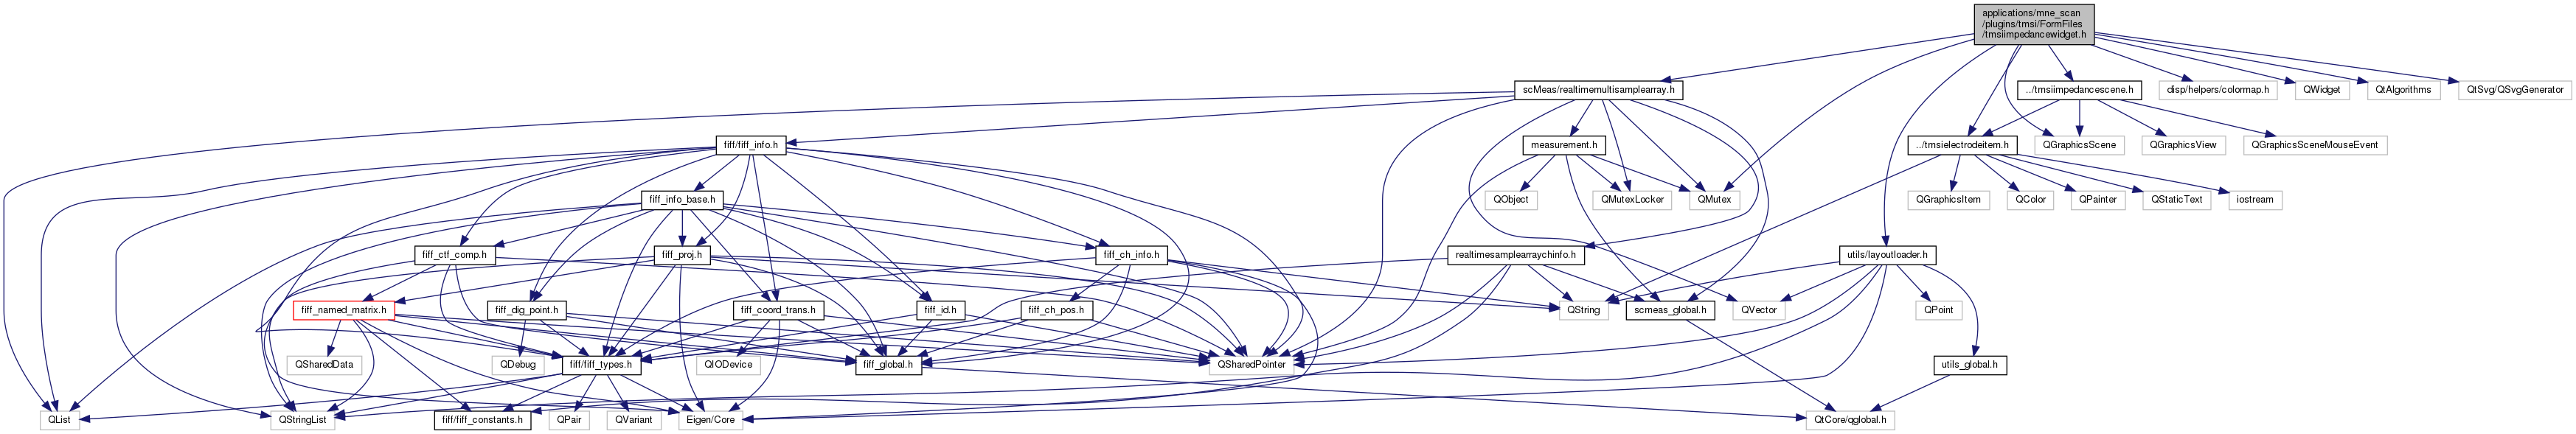 applications/mne_scan
/plugins/tmsi/FormFiles
/tmsiimpedancewidget.h
scMeas/realtimemultisamplearray.h
../tmsiimpedancescene.h
disp/helpers/colormap.h
QWidget
QtAlgorithms
QtSvg/QSvgGenerator
fiff/fiff_info.h
measurement.h
../tmsielectrodeitem.h
QGraphicsScene
QGraphicsView
QGraphicsSceneMouseEvent
fiff_info_base.h
QObject
QMutexLocker
QMutex
QGraphicsItem
QColor
QPainter
QStaticText
iostream
fiff_ctf_comp.h
fiff_proj.h
fiff_ch_info.h
realtimesamplearraychinfo.h
utils/layoutloader.h
fiff_named_matrix.h
fiff_dig_point.h
fiff_coord_trans.h
fiff_id.h
fiff_ch_pos.h
QString
scmeas_global.h
QVector
QPoint
QSharedData
QDebug
fiff/fiff_types.h
QIODevice
fiff_global.h
QSharedPointer
utils_global.h
QList
QStringList
fiff/fiff_constants.h
QPair
QVariant
Eigen/Core
QtCore/qglobal.h